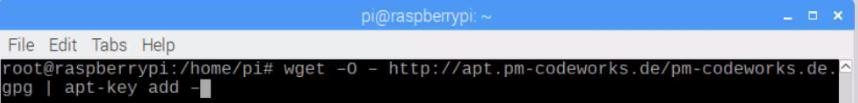 pi@raspberrypi: ~
File Edit Tabs Help
root@raspberrypi:/home/pi# wget –O – http://apt.pm-codeworks.de/pm-codeworks.de.
gpg | apt-key add –